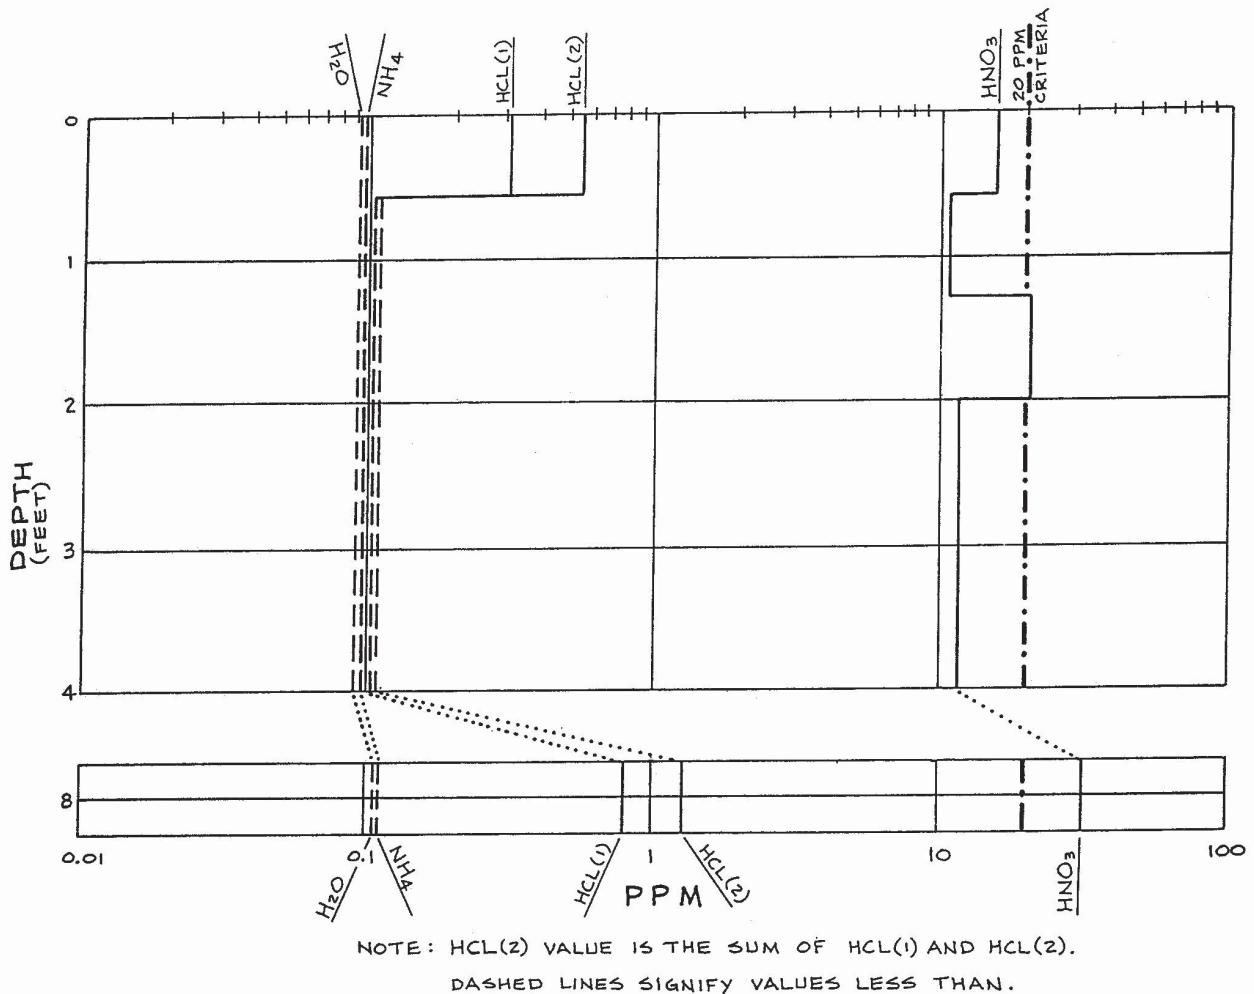 H2O
NH4
HCL(1)
HCL(2)
HNO3
20 PPM
CRITERIA
0
1
2
3
4
8
DEPTH
(FEET)
0.01
0.1
1
10
100
H2O
NH4
HCL(1)
PPM
HCL(2)
HNO3
NOTE: HCL(2) VALUE IS THE SUM OF HCL(1) AND HCL(2).
DASHED LINES SIGNIFY VALUES LESS THAN.